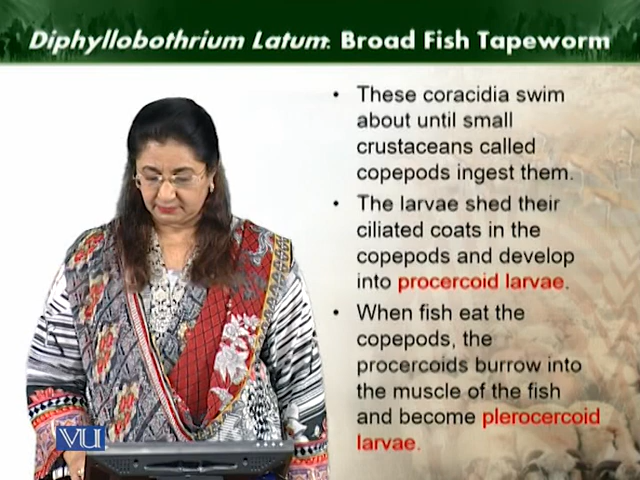 Diphyllobothrium Latum: Broad Fish Tapeworm
• These coracidia swim
about until small
crustaceans called
copepods ingest them.
• The larvae shed their
ciliated coats in the
copepods and develop
into procercoid larvae.
• When fish eat the
copepods, the
procercoids burrow into
the muscle of the fish
and become plerocercoid
larvae.
VU